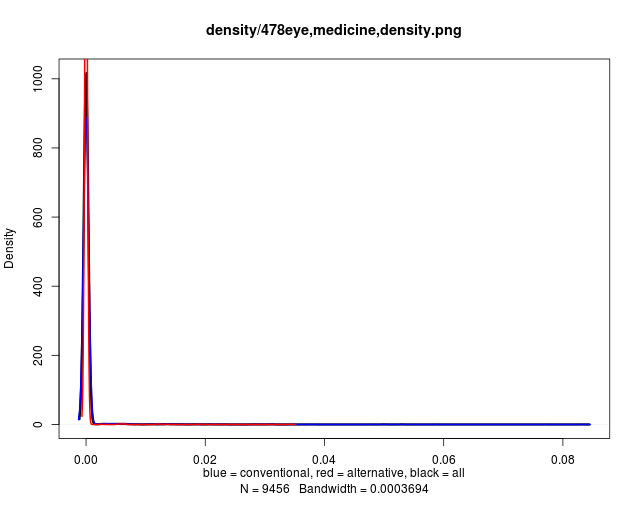 density/478eye,medicine,density.png
1000
800
600
400
200
0
Density
0.00 0.02 0.04 0.06 0.08
blue = conventional, red = alternative, black = all
N = 9456 Bandwidth = 0.0003694